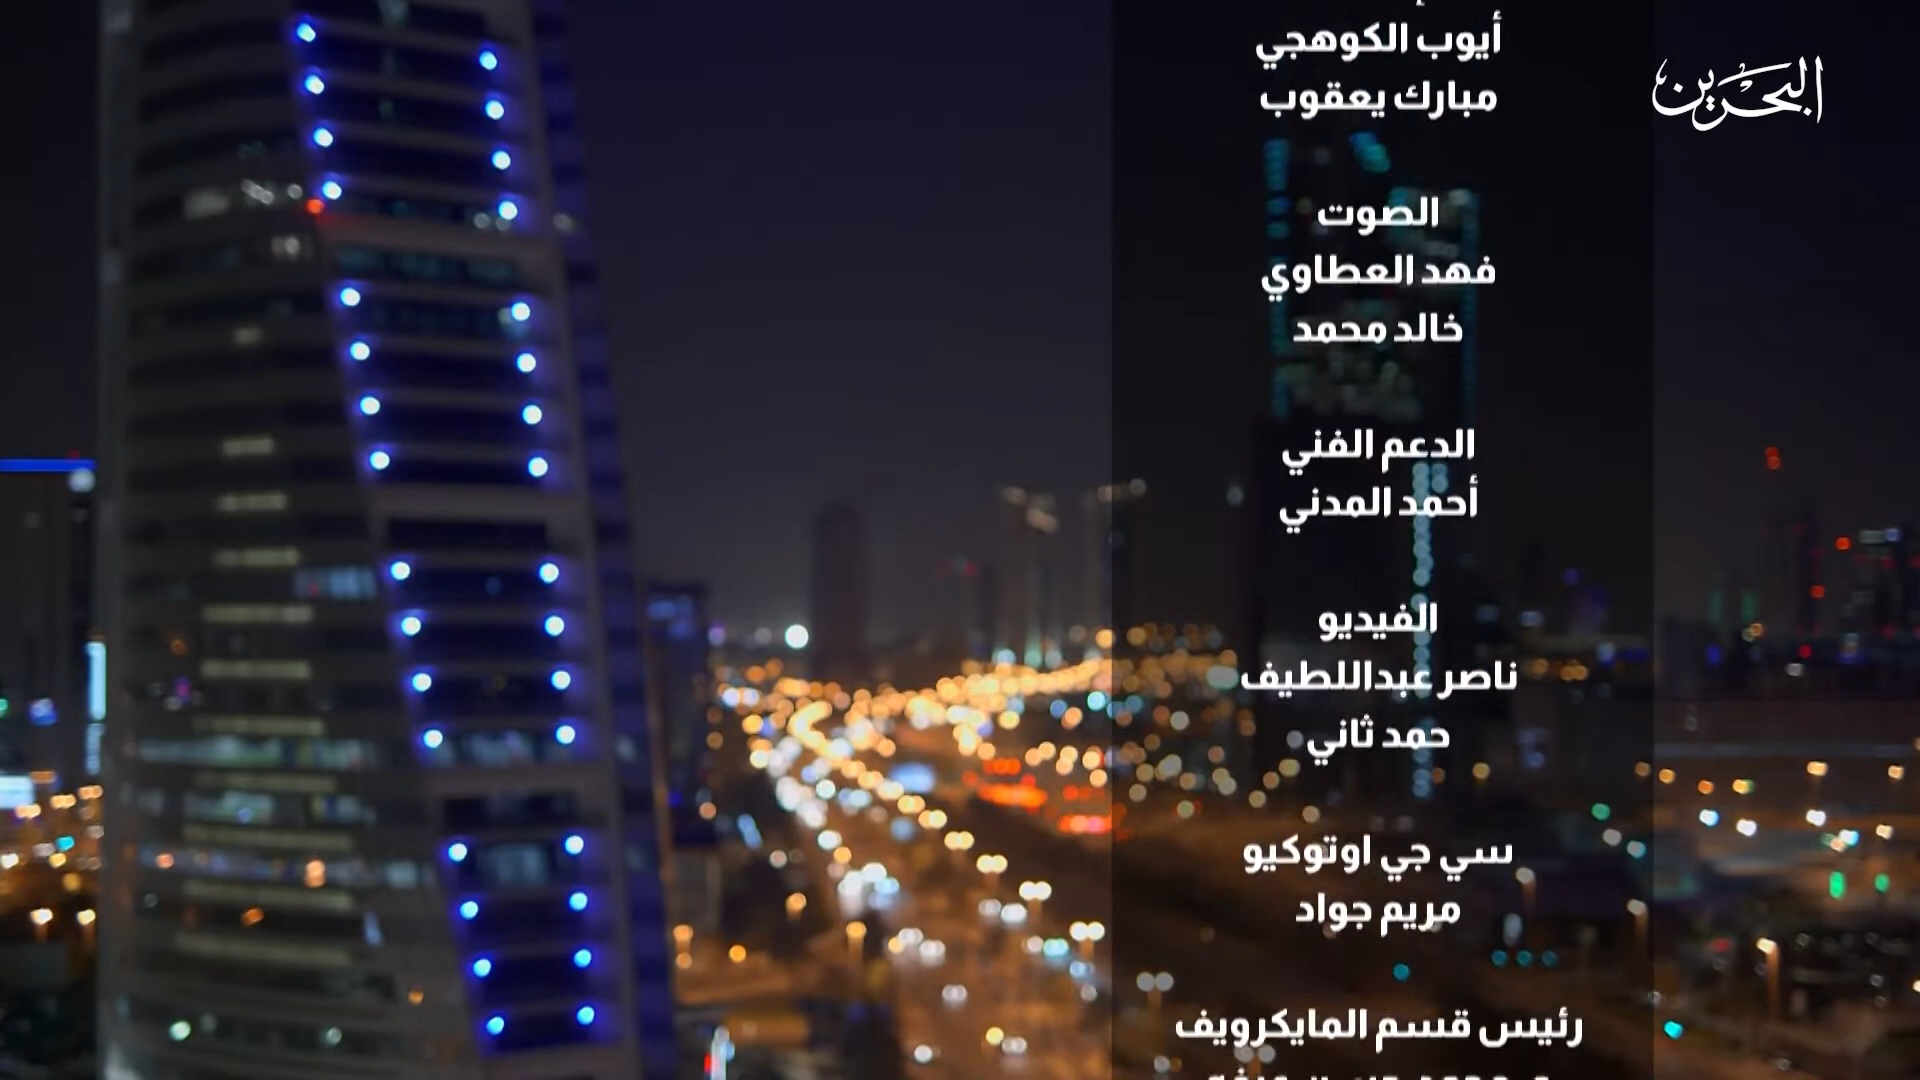 أيوب الكوهجي
مبارك يعقوب
البحرين
الصوت
فهد العطاوي
خالد محمد
الدعم الفني
أحمد المدني
الفيديو
ناصر عبداللطيف
حمد ثاني
سي جي اوتوكيو
مريم جواد
رئيس قسم المايكرويف